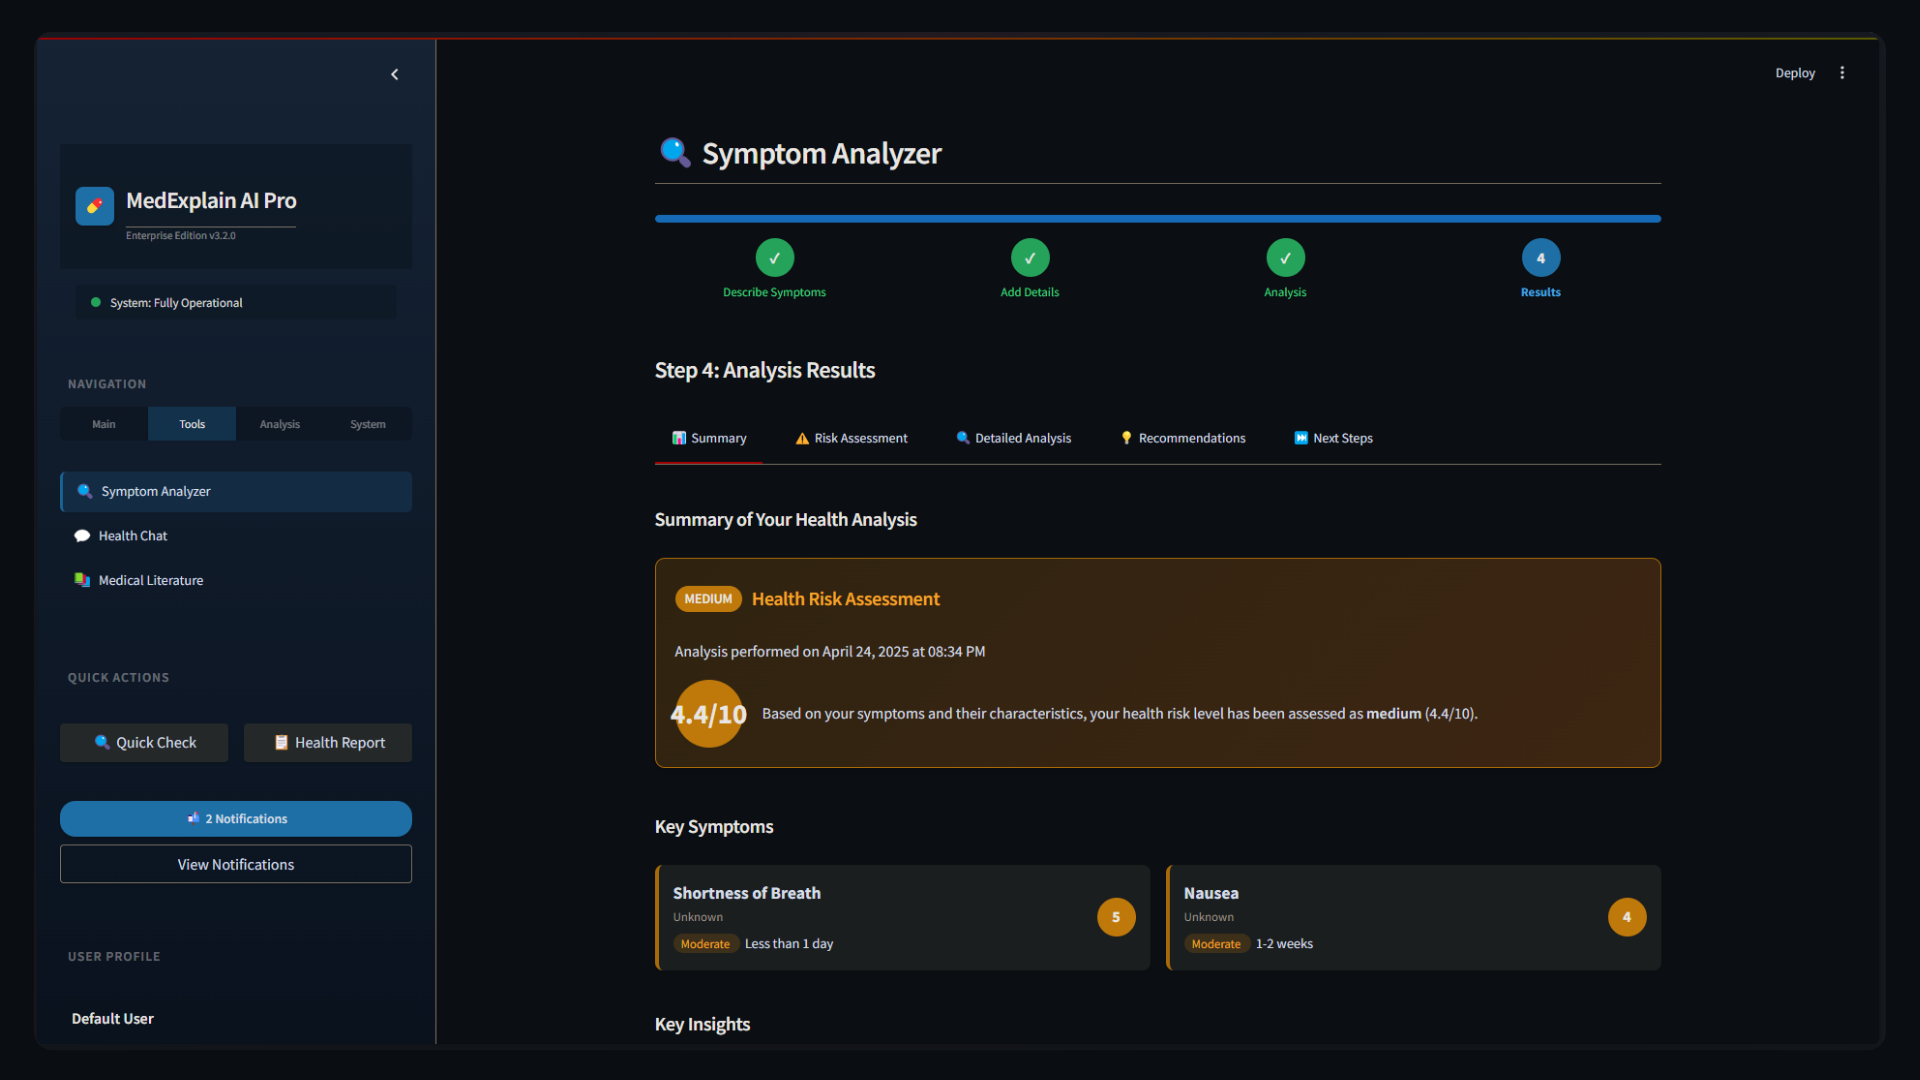 Deploy
MedExplain AI Pro
Enterprise Edition v3.2.0
System: Fully Operational
NAVIGATION
Main Tools Analysis System
Symptom Analyzer
Health Chat
Medical Literature
QUICK ACTIONS
Quick Check Health Report
2 Notifications
View Notifications
USER PROFILE
Default User
Symptom Analyzer
✓ ✓ ✓ 4
Describe Symptoms Add Details Analysis Results
Step 4: Analysis Results
Summary Risk Assessment Detailed Analysis Recommendations Next Steps
Summary of Your Health Analysis
MEDIUM Health Risk Assessment
Analysis performed on April 24, 2025 at 08:34 PM
4.4/10 Based on your symptoms and their characteristics, your health risk level has been assessed as medium (4.4/10).
Key Symptoms
Shortness of Breath
Unknown
Moderate Less than 1 day
5
Nausea
Unknown
Moderate 1-2 weeks
4
Key Insights